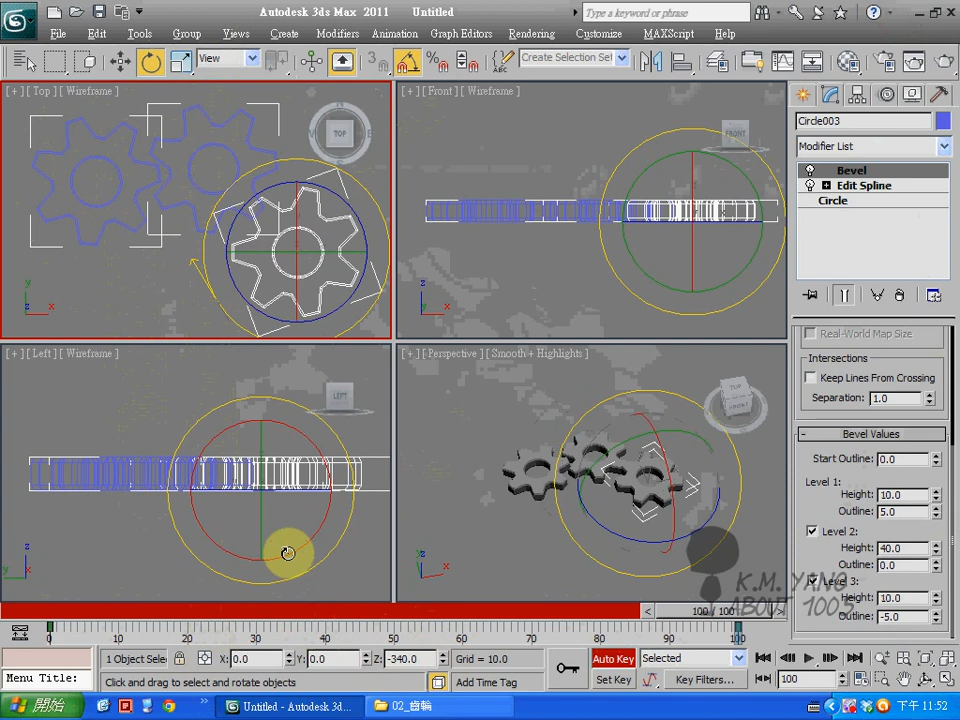 Autodesk 3ds Max 2011 Untitled
Type a keyword or phrase
File Edit Tools Group Views Create Modifiers Animation Graph Editors Rendering Customize MAXScript Help
View
3
Create Selection Set
[ + ] [ Top ] [ Wireframe ]
[ + ] [ Front ] [ Wireframe ]
TOP
FRONT
Circle003
Modifier List
Bevel
Edit Spline
Circle
[ + ] [ Left ] [ Wireframe ]
[ + ] [ Perspective ] [ Smooth + Highlights ]
LEFT
TOP
FRONT
Real-World Map Size
Intersections
Keep Lines From Crossing
Separation: 1.0
Bevel Values
Start Outline: 0.0
Level 1:
Height: 10.0
Outline: 5.0
Level 2:
Height: 40.0
Outline: 0.0
Level 3:
Height: 10.0
Outline: -5.0
K.M. YANG
ABOUT 1005
100 / 100
0 10 20 30 40 50 60 70 80 90 100
1 Object Selec X: 0.0 Y: 0.0 Z: -340.0 Grid = 10.0 Auto Key Selected
Menu Title: Click and drag to select and rotate objects Add Time Tag Set Key Key Filters... 100
開始 Untitled - Autodesk 3d... 02_齒輪 下午 11:52